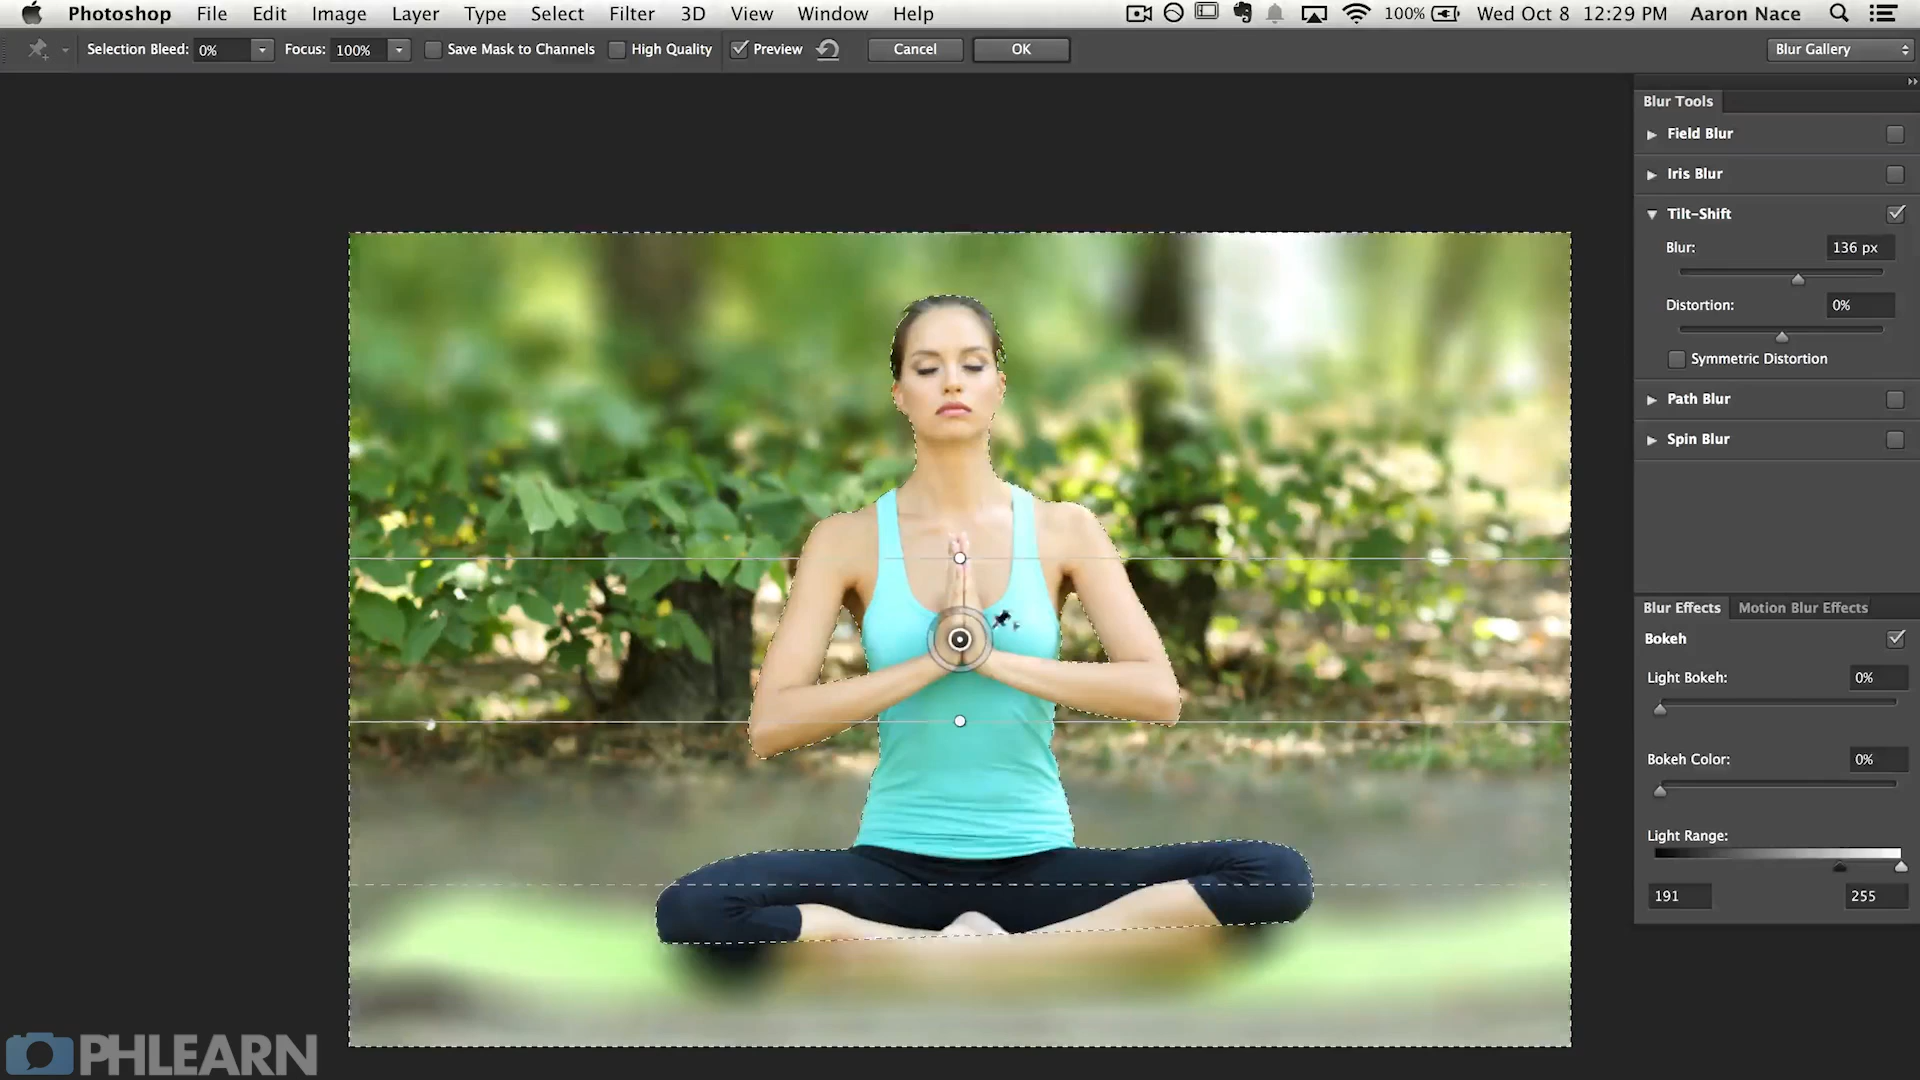 Photoshop File Edit Image Layer Type Select Filter 3D View Window Help 100% Wed Oct 8 12:29 PM Aaron Nace
Selection Bleed: 0% Focus: 100% Save Mask to Channels High Quality Preview Cancel OK Blur Gallery
Blur Tools
Field Blur
Iris Blur
Tilt-Shift
Blur: 136 px
Distortion: 0%
Symmetric Distortion
Path Blur
Spin Blur
Blur Effects Motion Blur Effects
Bokeh
Light Bokeh: 0%
Bokeh Color: 0%
Light Range:
191 255
PHLEARN